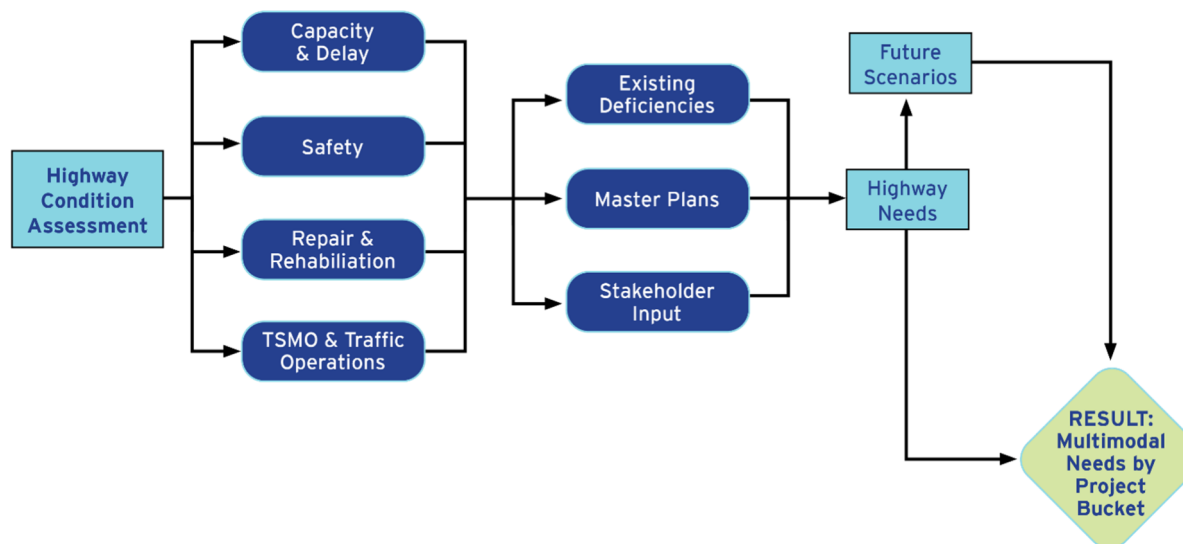 Highway
Condition
Assessment
Capacity
& Delay
Safety
Repair &
Rehabiliation
TSMO & Traffic
Operations
Existing
Deficiencies
Master Plans
Stakeholder
Input
Future
Scenarios
Highway
Needs
RESULT:
Multimodal
Needs by
Project
Bucket